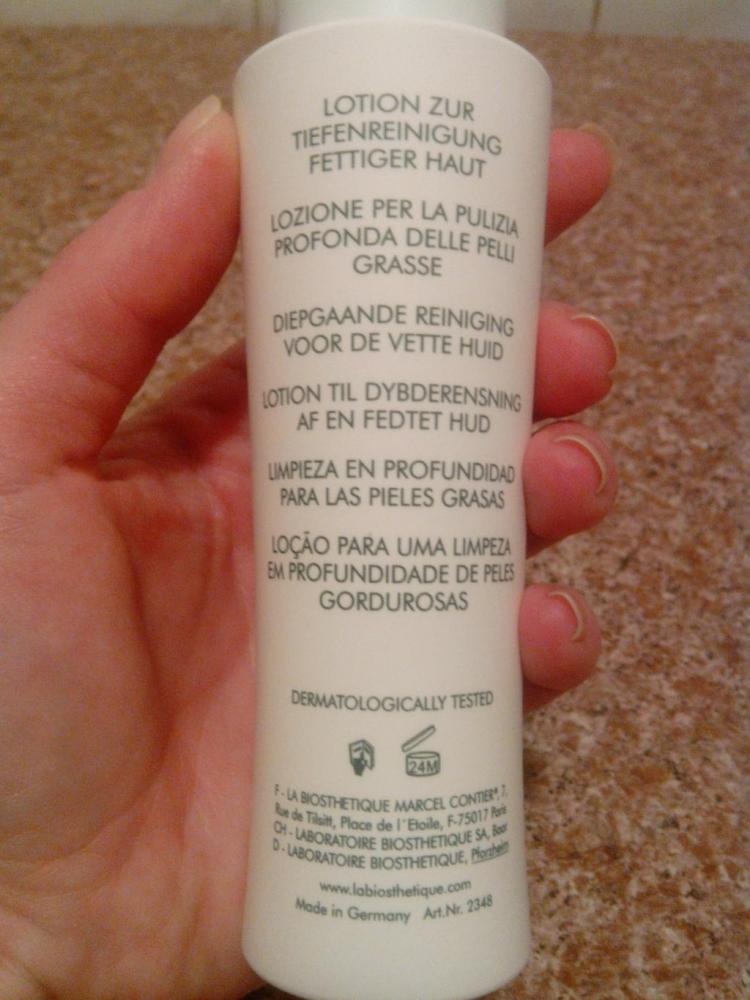 LOTION ZUR
TIEFENREINIGUNG
FETTIGER HAUT
LOZIONE PER LA PULIZIA
PROFONDA DELLE PELLI
GRASSE
DIEPGAANDE REINIGING
VOOR DE VETTE HUID
LOTION TIL DYBDERENSNING
AF EN FEDTET HUD
LIMPIEZA EN PROFUNDIDAD
PARA LAS PIELES GRASAS
LOÇÃO PARA UMA LIMPEZA
EM PROFUNDIDADE DE PELES
GORDUROSAS
DERMATOLOGICALLY TESTED
24M
F - LA BIOSTHETIQUE MARCEL CONTIER®, 7,
Rue de Tilsitt, Place de l´Etoile, F-75017 Paris
CH - LABORATOIRE BIOSTHETIQUE SA, Baar
D - LABORATOIRE BIOSTHETIQUE, Pforzheim
www.labiosthetique.com
Made in Germany Art.Nr. 2348